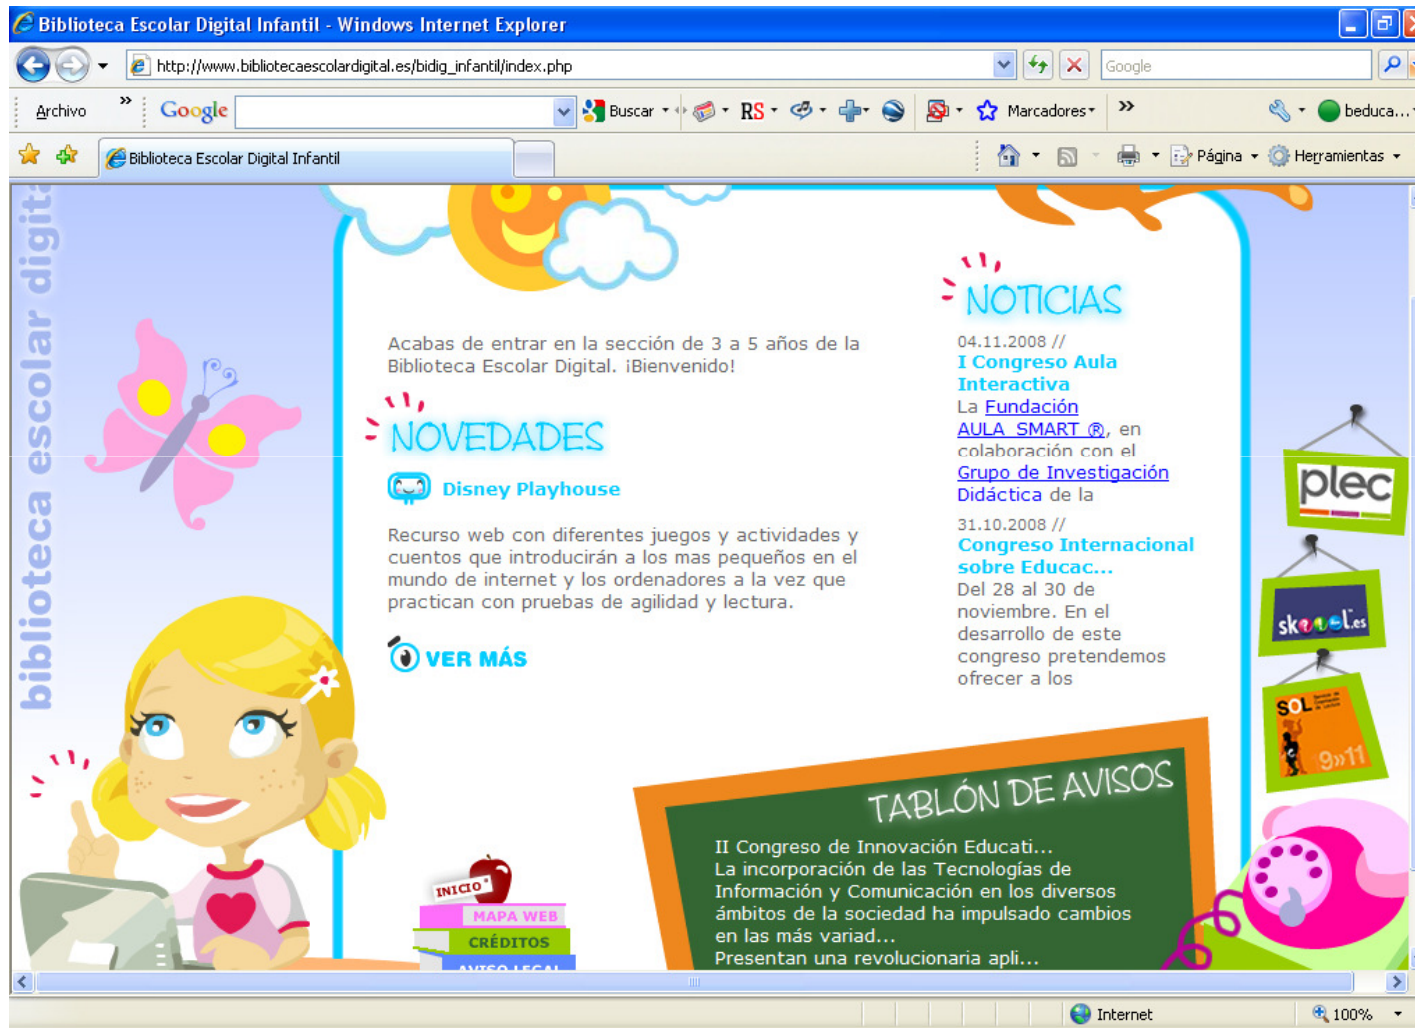 Biblioteca Escolar Digital Infantil - Windows Internet Explorer
http://www.bibliotecaescolardigital.es/bidig_infantil/index.php
Google
Archivo
Google
Buscar
RS
Marcadores
beduca...
Biblioteca Escolar Digital Infantil
Página
Herramientas
biblioteca escolar digita
Acabas de entrar en la sección de 3 a 5 años de la
Biblioteca Escolar Digital. ¡Bienvenido!
NOVEDADES
Disney Playhouse
Recurso web con diferentes juegos y actividades y
cuentos que introducirán a los mas pequeños en el
mundo de internet y los ordenadores a la vez que
practican con pruebas de agilidad y lectura.
VER MÁS
NOTICIAS
04.11.2008 //
I Congreso Aula
Interactiva
La Fundación
AULA SMART ®, en
colaboración con el
Grupo de Investigación
Didáctica de la
31.10.2008 //
Congreso Internacional
sobre Educac...
Del 28 al 30 de
noviembre. En el
desarrollo de este
congreso pretendemos
ofrecer a los
plec
skoool.es
SOL
9»11
TABLÓN DE AVISOS
II Congreso de Innovación Educati...
La incorporación de las Tecnologías de
Información y Comunicación en los diversos
ámbitos de la sociedad ha impulsado cambios
en las más variad...
Presentan una revolucionaria apli...
INICIO
MAPA WEB
CRÉDITOS
AVISO LEGAL
Internet
100%